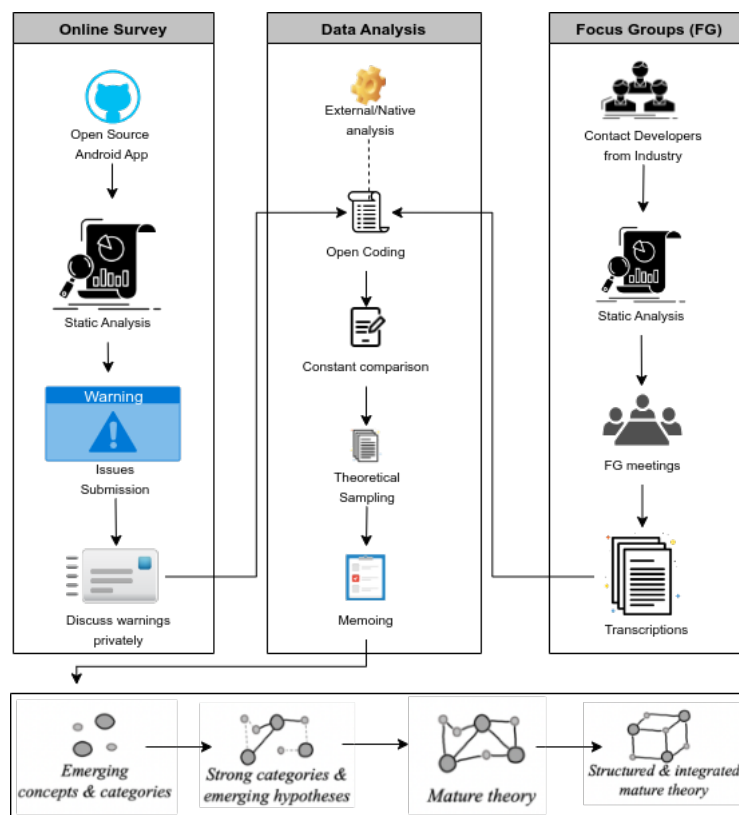 Online Survey
Open Source
Android App
Static Analysis
Warning
Issues
Submission
Discuss warnings
privately
Data Analysis
External/Native
analysis
Open Coding
Constant comparison
Theoretical
Sampling
Memoing
Focus Groups (FG)
Contact Developers
from Industry
Static Analysis
FG meetings
Transcriptions
Emerging
concepts & categories
Strong categories &
emerging hypotheses
Mature theory
Structured & integrated
mature theory